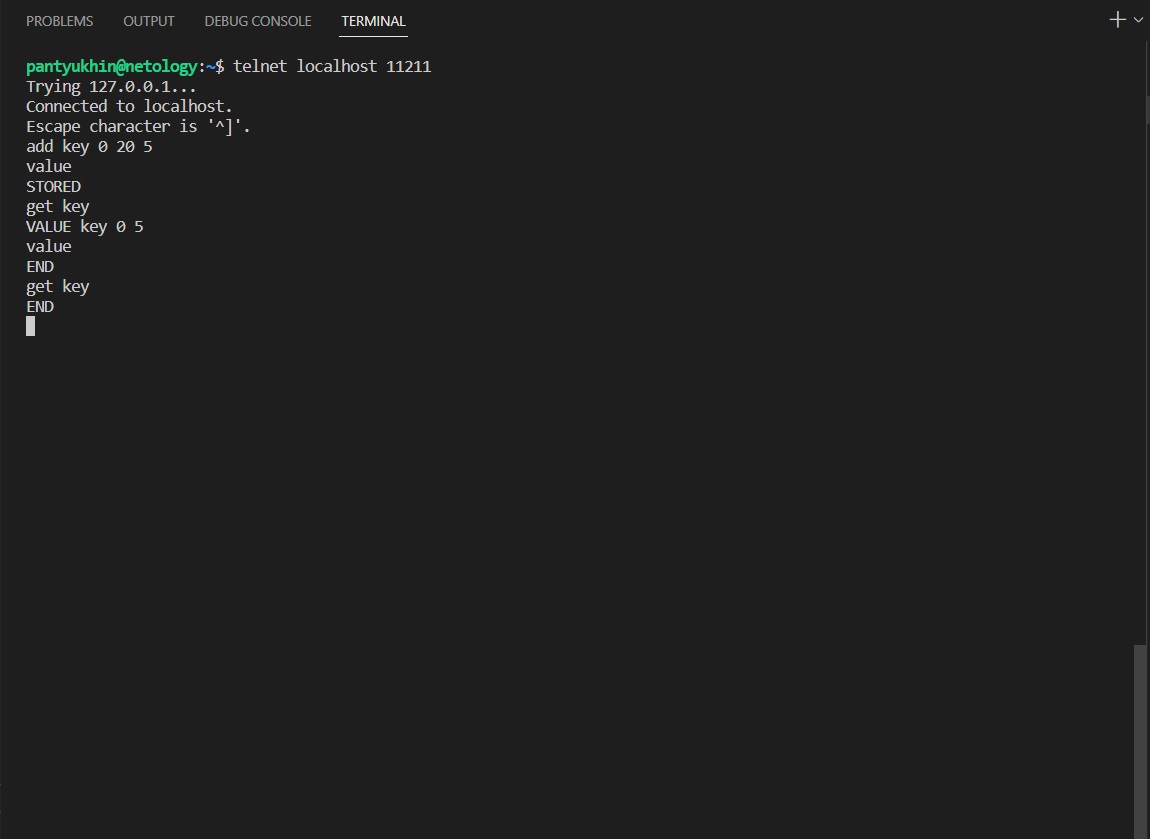 PROBLEMS OUTPUT DEBUG CONSOLE TERMINAL
pantyukhin@netology:~$ telnet localhost 11211
Trying 127.0.0.1...
Connected to localhost.
Escape character is '^]'.
add key 0 20 5
value
STORED
get key
VALUE key 0 5
value
END
get key
END